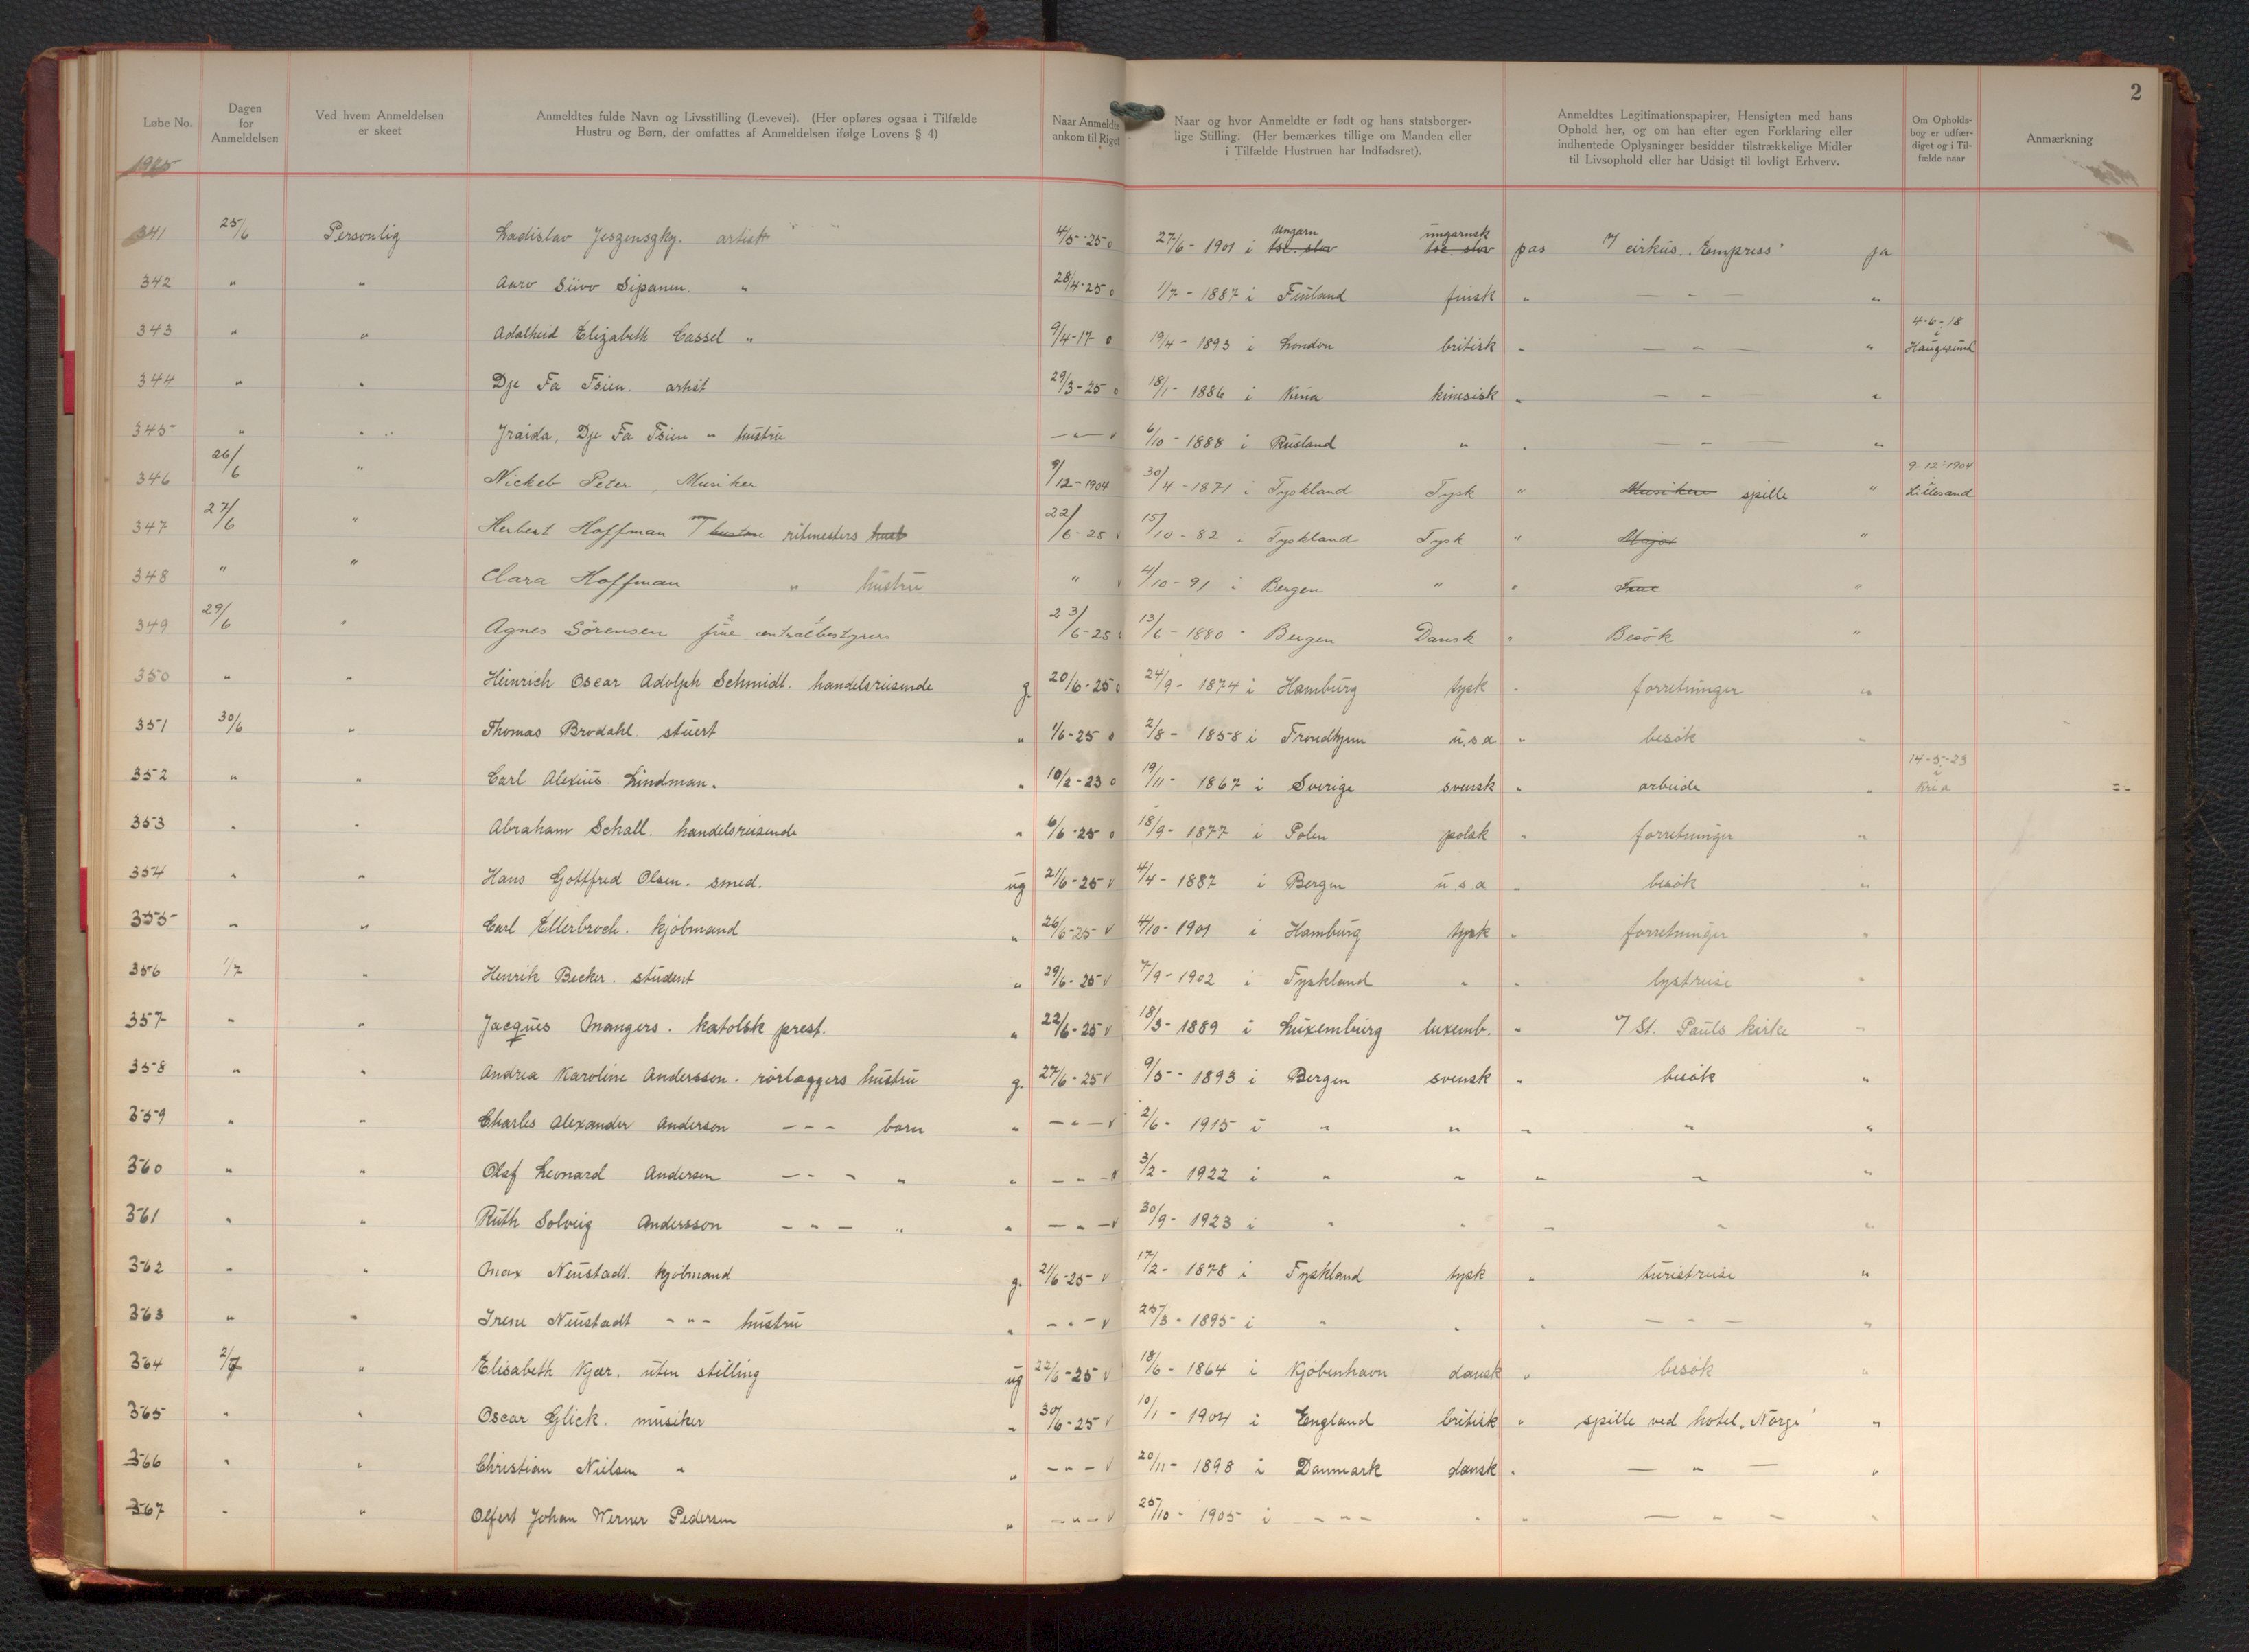 2
Løbe No. Dagen for Anmeldelsen Ved hvem Anmeldelsen er skeet Anmeldtes fulde Navn og Livsstilling (Levevei). (Her opføres ogsaa i Tilfælde Hustru og Børn, der omfattes af Anmeldelsen ifølge Lovens § 4) Naar Anmeldte ankom til Riget Naar og hvor Anmeldte er født og hans statsborgerlige Stilling. (Her bemærkes tillige om Manden eller i Tilfælde Hustruen har Indfødsret). Anmeldtes Legitimationspapirer, Hensigten med hans Ophold her, og om han efter egen Forklaring eller indhentede Oplysninger besidder tilstrækkelige Midler til Livsophold eller har Udsigt til lovligt Erhverv. Om Opholdsbog er udfærdiget og i Tilfælde naar Anmærkning
1925
341 25/6 Personlig Ladislav Jeszenszky. artist 4/5-25 o 27/6-1901 i Ungarn tse. slov ungarnsk tse. slov pas v/ cirkus "Empress" ja
342 " " Aarv Siivo Sipanen. " 28/4-25 o 1/7-1887 i Finland finsk " — " "
343 " " Adalheid Elizabeth Cassel " 9/4-17 o 19/4-1893 i London britisk " — " — " 4-6-18 i Haugesund
344 " " Dje Fa Tsien. artist 29/3-25 o 18/1-1886 i Kina kinesisk " — " — "
345 " " Iraida, Dje Fa Tsien " hustru — " — v 6/10-1888 i Rusland " " — " — "
346 26/6 " Nickeb Peter, Musiker 9/12-1904 30/4-1871 i Tyskland Tysk " Musiker spille " 9-12-1904 i Lillesand
347 27/6 " Herbert Hoffman ritmesters hust 22/6-25 v 15/10-82 i Tyskland Tysk " Major "
348 " " Clara Hoffman " hustru " v 4/10-91 i Bergen " " Frue "
349 29/6 " Agnes Sörensen frue centralbestyrers 23/6-25 v 13/6-1880 " Bergen Dansk " Besök "
350 " " Heinrich Oscar Adolph Schmidt. handelsreisende g. 20/6-25 o 24/9-1874 i Hamburg tysk " forretninger "
351 30/6 " Thomas Brodahl. stuert " 1/6-25 o 2/8-1858 i Trondhjem u.s.a " besök "
352 " " Carl Alexius Lindman. " 10/2-23 o 19/11-1867 i Sverige svensk " arbeide " 14-5-23 i Kria
353 " " Abraham Schall. handelsreisende " 6/6-25 o 18/9-1877 i Polen polsk " forretninger "
354 " " Hans Gottfred Olsen. smed. ug 21/6-25 v 4/4-1887 i Bergen u s a " besök "
355 " " Carl Ellerbroch. kjöbmand " 26/6-25 v 4/10-1901 i Hamburg tysk " forretninger "
356 1/7 " Henrik Becker. student " 29/6-25 v 7/9-1902 i Tyskland " " lystreise "
357 " " Jacques Mangers. katolsk prest. " 22/6-25 v 18/3-1889 i Luxemburg luxemb. " v/ St. Pauls kirke "
358 " " Andrea Karoline Andersson. rörlæggers hustru g. 27/6-25 v 9/5-1893 i Bergen svensk " besök "
359 " " Charles Alexander Anderson — " — barn " — " — v 2/6-1915 i " " " " "
360 " " Olaf Leonard Andersen — " — " " — " — v 3/2-1922 i " " " " "
361 " " Ruth Solveig Andersson — " — " " — " — v 30/9-1923 i " " " " "
362 " " Max Neustadt. kjöbmand g. 21/6-25 v 17/2-1878 i Tyskland tysk " turistreise "
363 " " Irene Neustadt — " — hustru " — " — v 25/3-1895 i " " " — " — "
364 2/7 " Elisabeth Kjær. uten stilling ug 22/6-25 v 18/6-1864 i Kjöbenhavn dansk " besök "
365 " " Oscar Glick. musiker " 30/6-25 v 10/1-1904 i England britisk " spille ved hotel "Norge" "
366 " " Christian Nielsen " " — " — v 20/11-1898 i Danmark dansk " — " — "
367 " " Olfert Johan Werner Pedersen " — " — v 25/10-1905 i — " — " " — " — "